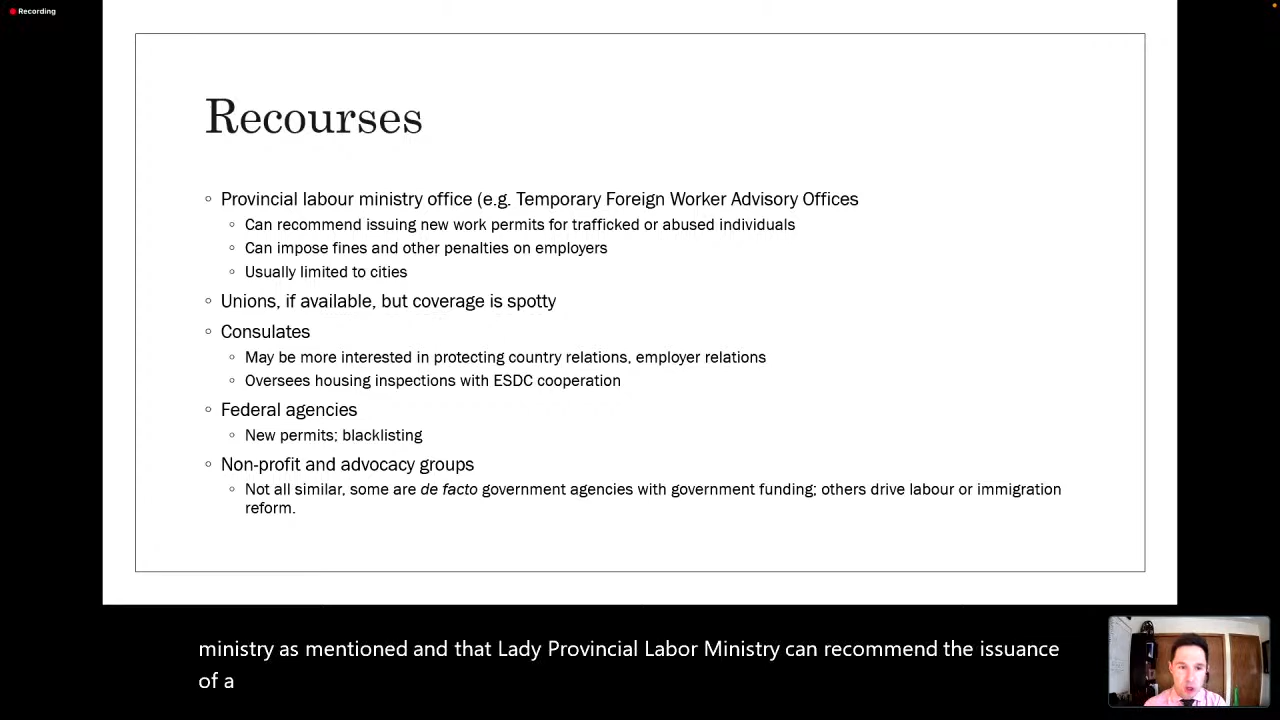 Recording
Recourses
Provincial labour ministry office (e.g. Temporary Foreign Worker Advisory Offices
Can recommend issuing new work permits for trafficked or abused individuals
Can impose fines and other penalties on employers
Usually limited to cities
Unions, if available, but coverage is spotty
Consulates
May be more interested in protecting country relations, employer relations
Oversees housing inspections with ESDC cooperation
Federal agencies
New permits; blacklisting
Non-profit and advocacy groups
Not all similar, some are de facto government agencies with government funding; others drive labour or immigration
reform.
ministry as mentioned and that Lady Provincial Labor Ministry can recommend the issuance
of a